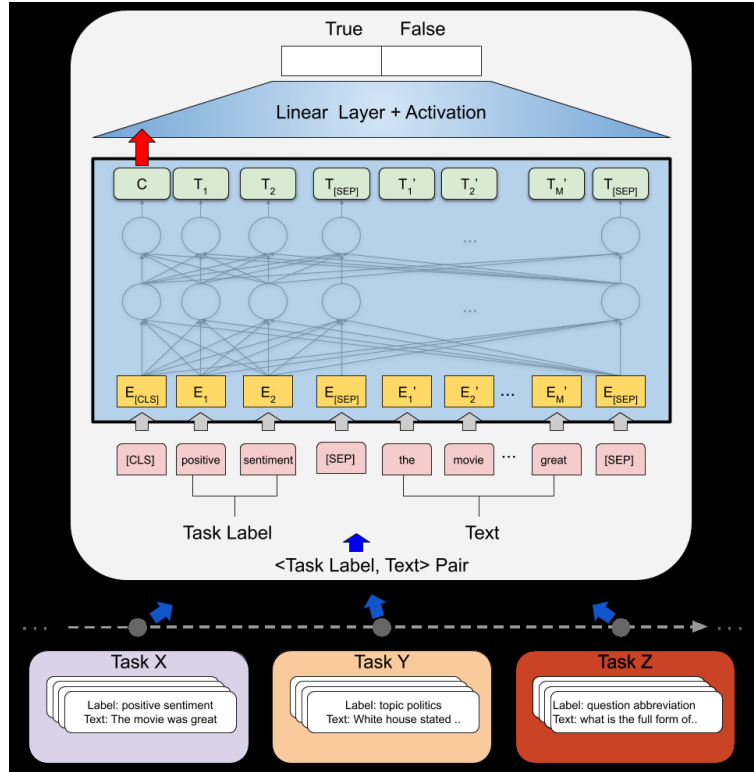 True False
Linear Layer + Activation
C T1 T2 T[SEP] T1’ T2’ TM’ T[SEP]
...
...
E[CLS] E1 E2 E[SEP] E1’ E2’ ... EM’ E[SEP]
[CLS] positive sentiment [SEP] the movie ... great [SEP]
Task Label Text
<Task Label, Text> Pair
... ...
Task X Task Y Task Z
Label: positive sentiment
Text: The movie was great
Label: topic politics
Text: White house stated ..
Label: question abbreviation
Text: what is the full form of..